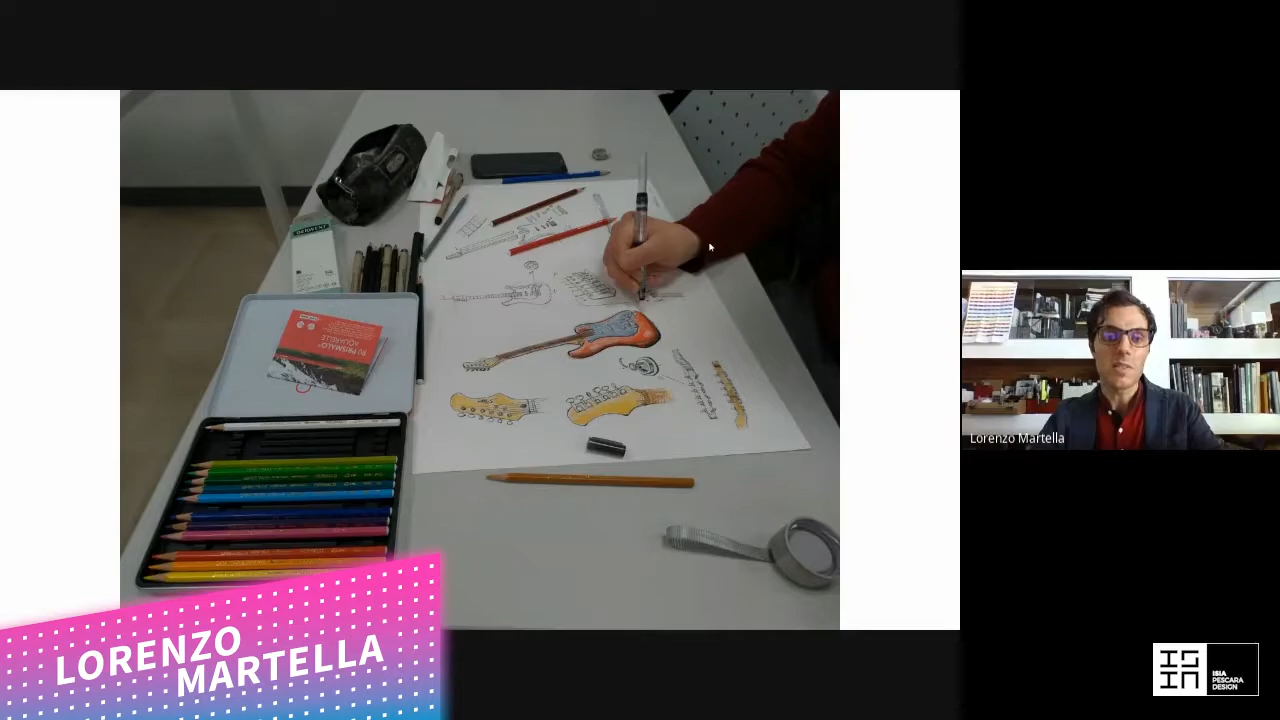 DERWENT
PRISMALO®
AQUARELLE
Lorenzo Martella
LORENZO
MARTELLA
ISIA
PESCARA
DESIGN